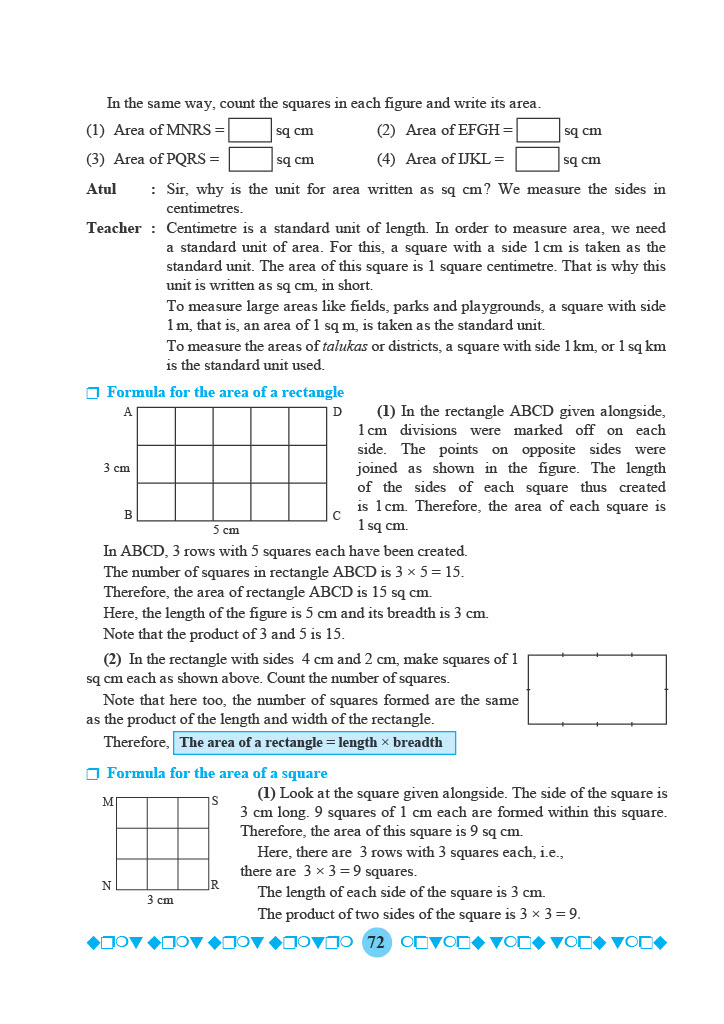 In the same way, count the squares in each figure and write its area.
(1) Area of MNRS = sq cm (2) Area of EFGH = sq cm
(3) Area of PQRS = sq cm (4) Area of IJKL = sq cm
Atul : Sir, why is the unit for area written as sq cm? We measure the sides in
centimetres.
Teacher : Centimetre is a standard unit of length. In order to measure area, we need
a standard unit of area. For this, a square with a side 1 cm is taken as the
standard unit. The area of this square is 1 square centimetre. That is why this
unit is written as sq cm, in short.
To measure large areas like fields, parks and playgrounds, a square with side
1 m, that is, an area of 1 sq m, is taken as the standard unit.
To measure the areas of talukas or districts, a square with side 1 km, or 1 sq km
is the standard unit used.
Formula for the area of a rectangle
A D
3 cm
B C
5 cm
(1) In the rectangle ABCD given alongside,
1 cm divisions were marked off on each
side. The points on opposite sides were
joined as shown in the figure. The length
of the sides of each square thus created
is 1 cm. Therefore, the area of each square is
1 sq cm.
In ABCD, 3 rows with 5 squares each have been created.
The number of squares in rectangle ABCD is 3 × 5 = 15.
Therefore, the area of rectangle ABCD is 15 sq cm.
Here, the length of the figure is 5 cm and its breadth is 3 cm.
Note that the product of 3 and 5 is 15.
(2) In the rectangle with sides 4 cm and 2 cm, make squares of 1
sq cm each as shown above. Count the number of squares.
Note that here too, the number of squares formed are the same
as the product of the length and width of the rectangle.
Therefore, The area of a rectangle = length × breadth
Formula for the area of a square
M S
N R
3 cm
(1) Look at the square given alongside. The side of the square is
3 cm long. 9 squares of 1 cm each are formed within this square.
Therefore, the area of this square is 9 sq cm.
Here, there are 3 rows with 3 squares each, i.e.,
there are 3 × 3 = 9 squares.
The length of each side of the square is 3 cm.
The product of two sides of the square is 3 × 3 = 9.
72